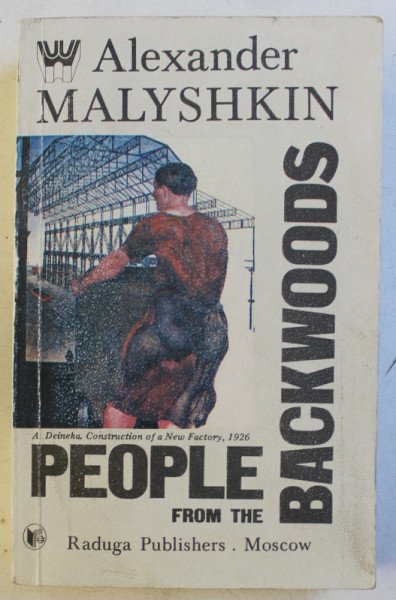 Alexander
MALYSHKIN
A. Deineka. Construction of a New Factory, 1926
PEOPLE
FROM THE
BACKWOODS
Raduga Publishers . Moscow